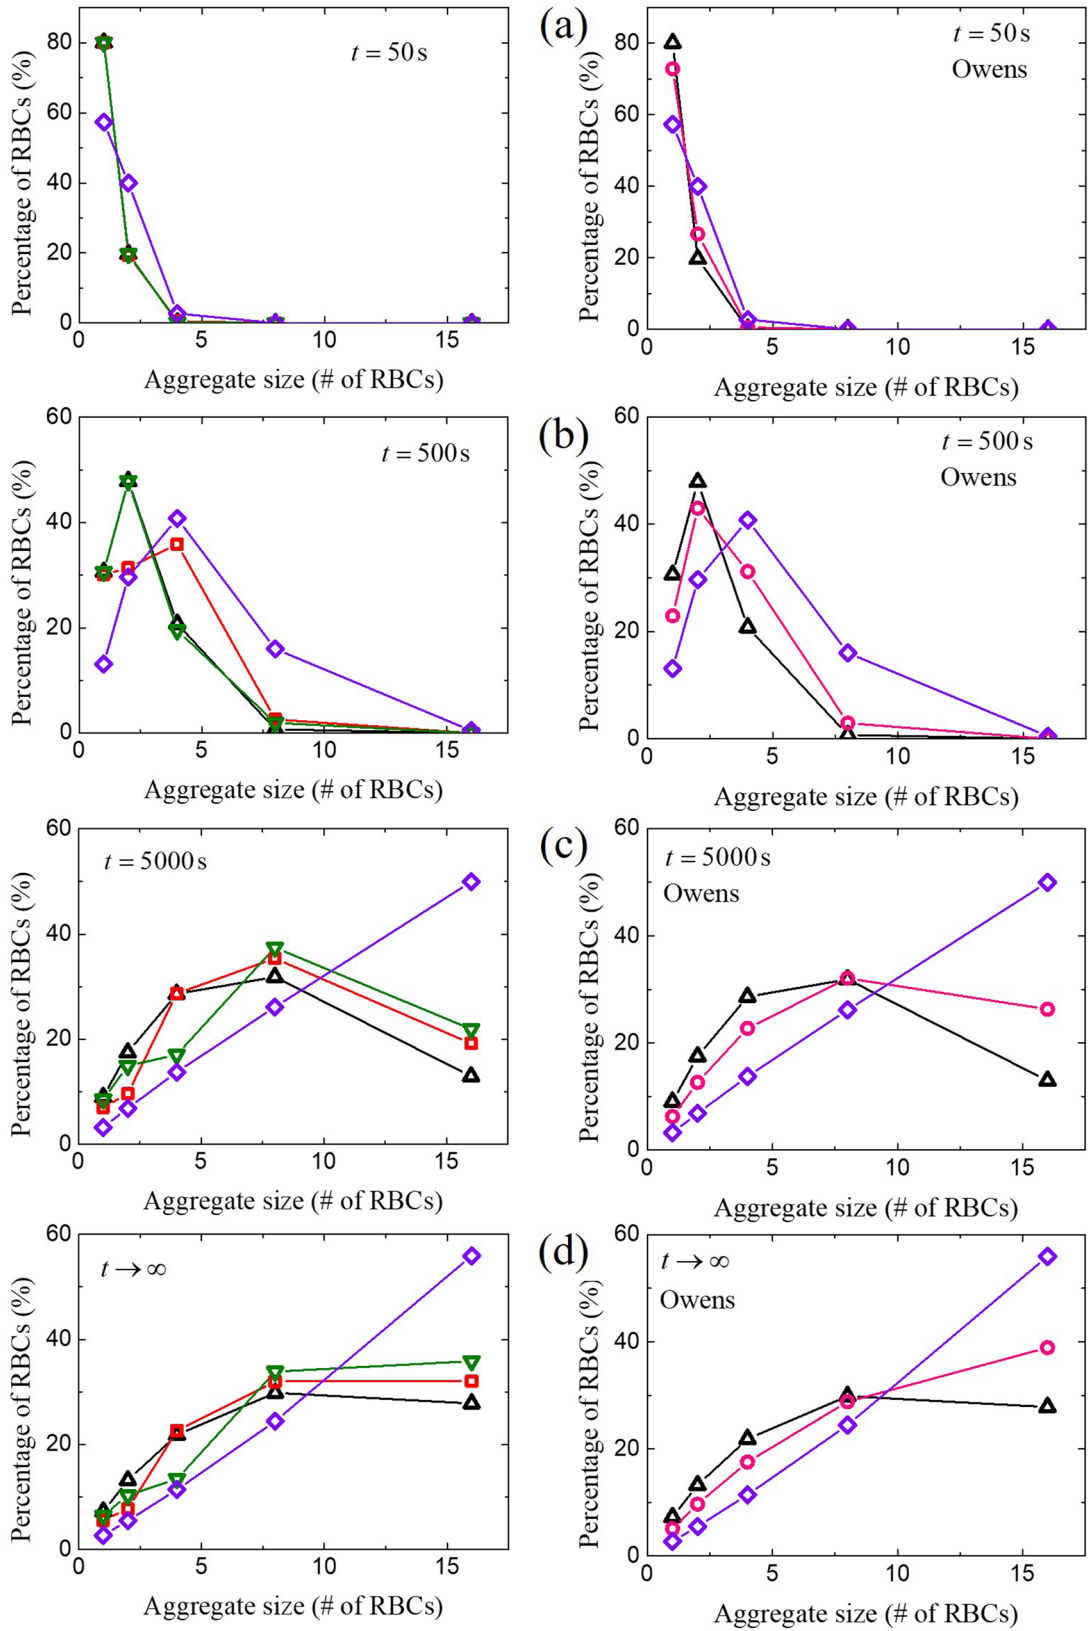 (a)
t = 50 s
Percentage of RBCs (%)
80
60
40
20
0
0 5 10 15
Aggregate size (# of RBCs)
t = 50 s
Owens
Percentage of RBCs (%)
80
60
40
20
0
0 5 10 15
Aggregate size (# of RBCs)
(b)
t = 500 s
Percentage of RBCs (%)
60
40
20
0
0 5 10 15
Aggregate size (# of RBCs)
t = 500 s
Owens
Percentage of RBCs (%)
60
40
20
0
0 5 10 15
Aggregate size (# of RBCs)
(c)
t = 5000 s
Percentage of RBCs (%)
60
40
20
0
0 5 10 15
Aggregate size (# of RBCs)
t = 5000 s
Owens
Percentage of RBCs (%)
60
40
20
0
0 5 10 15
Aggregate size (# of RBCs)
(d)
t → ∞
Percentage of RBCs (%)
60
40
20
0
0 5 10 15
Aggregate size (# of RBCs)
t → ∞
Owens
Percentage of RBCs (%)
60
40
20
0
0 5 10 15
Aggregate size (# of RBCs)